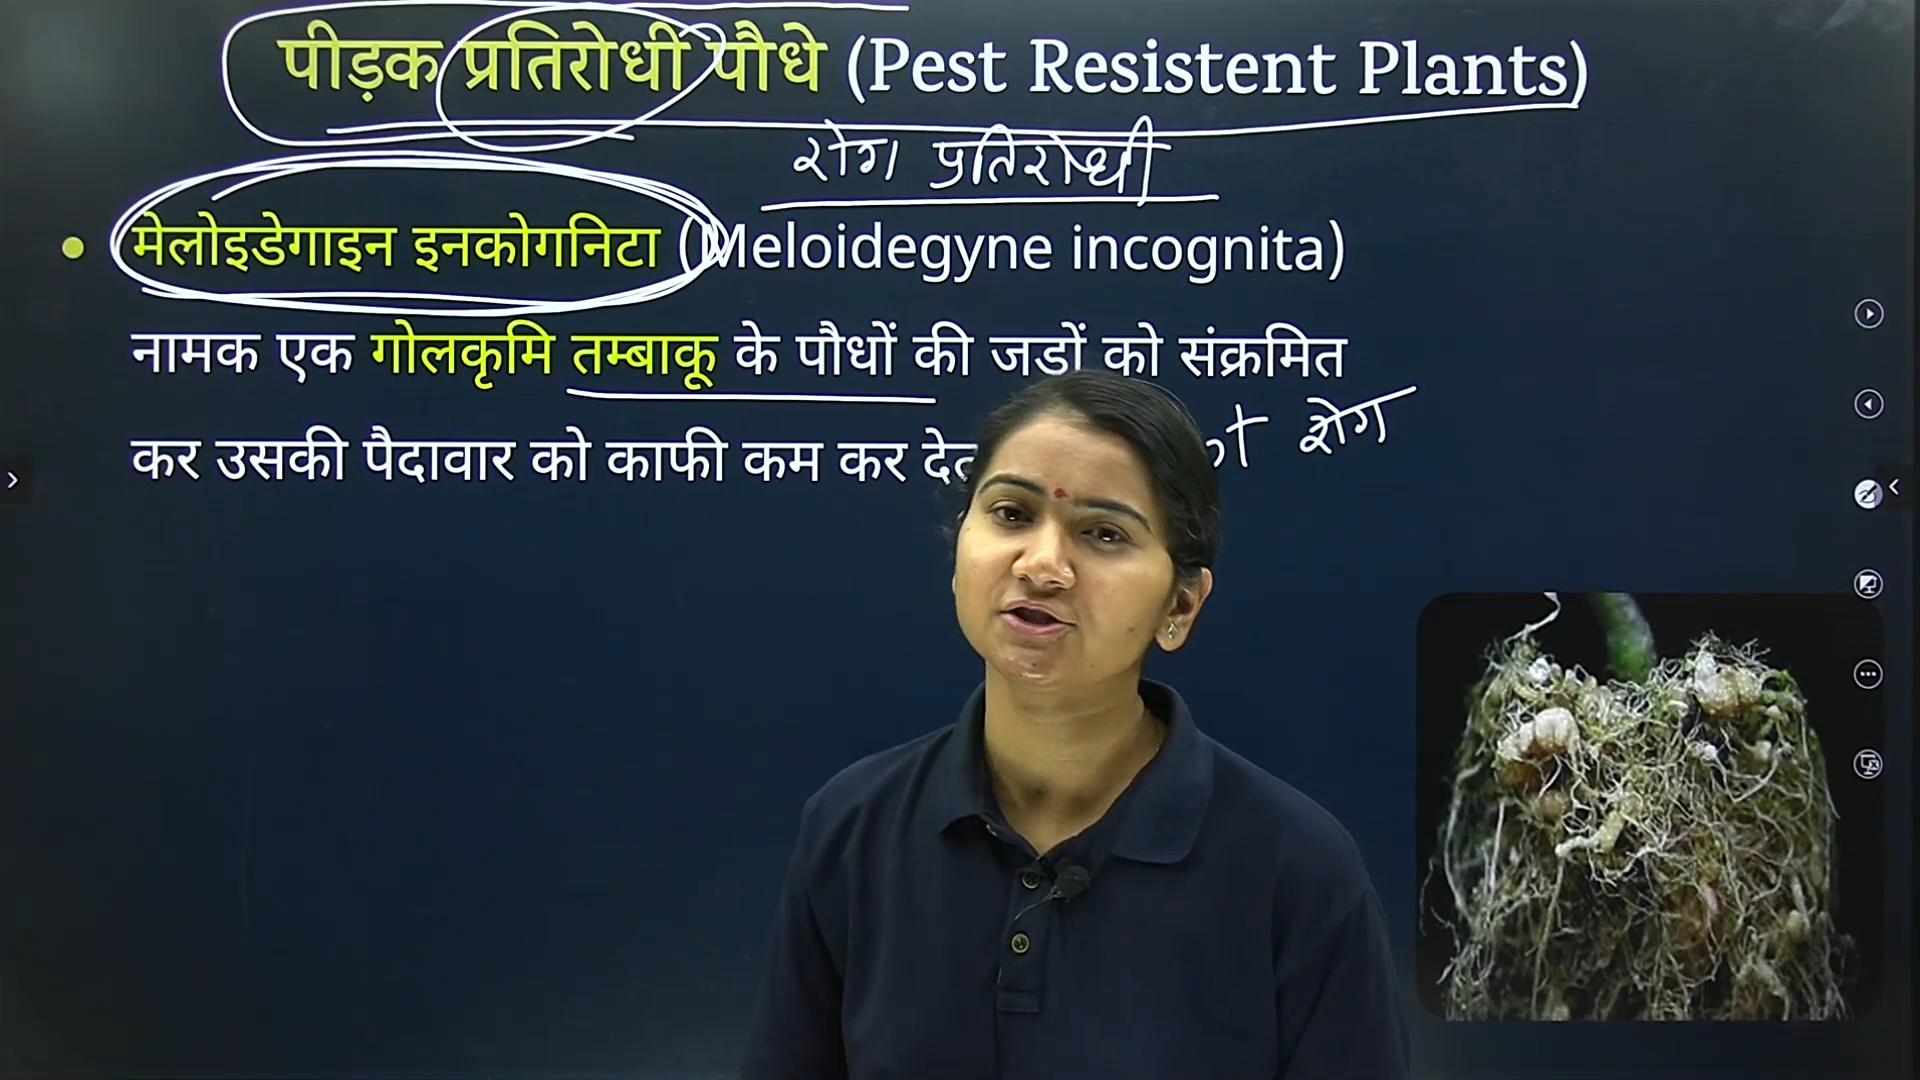 पीड़क प्रतिरोधी पौधे (Pest Resistent Plants)
रोग प्रतिरोधी
मेलोइडेगाइन इनकोगनिटा (Meloidegyne incognita)
नामक एक गोलकृमि तम्बाकू के पौधों की जड़ों को संक्रमित
कर उसकी पैदावार को काफी कम कर
रोग